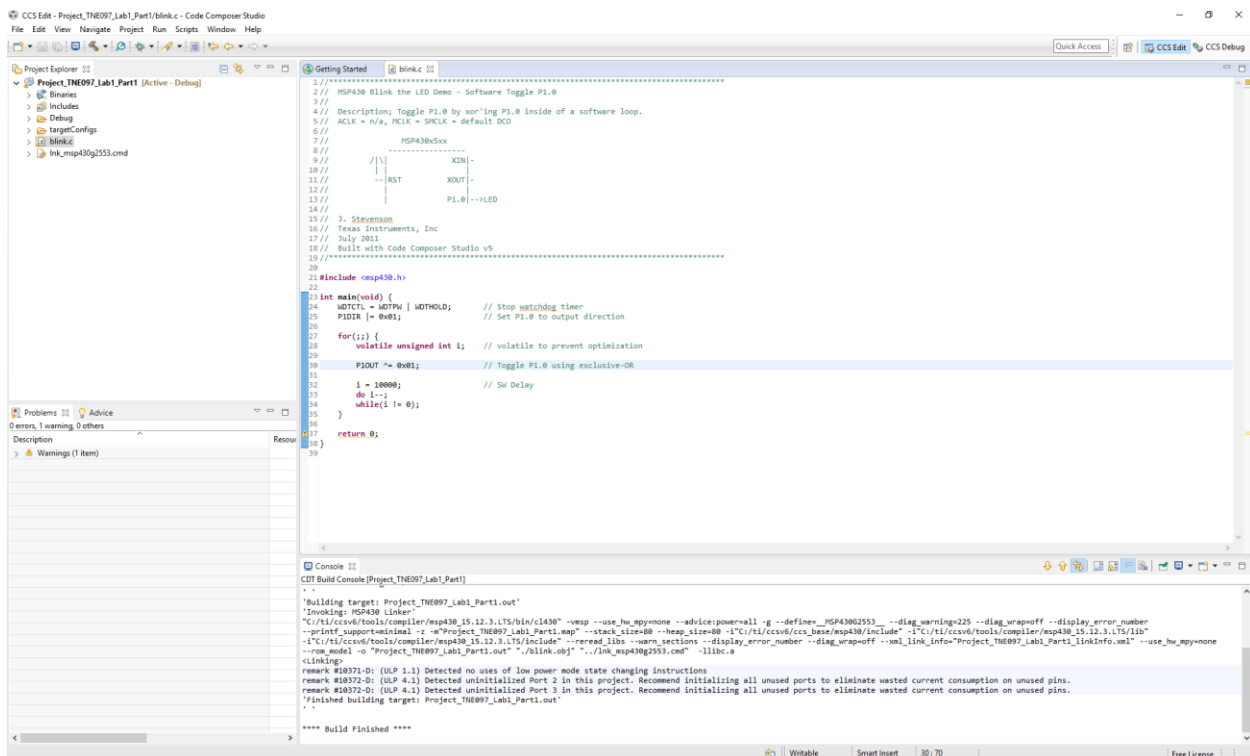 CCS Edit - Project_TNE097_Lab1_Part1/blink.c - Code Composer Studio
File Edit View Navigate Project Run Scripts Window Help
Quick Access
CCS Edit
CCS Debug
Project Explorer
Project_TNE097_Lab1_Part1 [Active - Debug]
Binaries
Includes
Debug
targetConfigs
blink.c
lnk_msp430g2553.cmd
Getting Started
blink.c
1 //******************************************************************************
2 //  MSP430 Blink the LED Demo - Software Toggle P1.0
3 //
4 //  Description; Toggle P1.0 by xor'ing P1.0 inside of a software loop.
5 //  ACLK = n/a, MCLK = SMCLK = default DCO
6 //
7 //                MSP430x5xx
8 //             -----------------
9 //         /|\|              XIN|-
10 //          | |                 |
11 //          --|RST          XOUT|-
12 //            |                 |
13 //            |             P1.0|-->LED
14 //
15 //  J. Stevenson
16 //  Texas Instruments, Inc
17 //  July 2011
18 //  Built with Code Composer Studio v5
19 //******************************************************************************
20
21 #include <msp430.h>
22
23 int main(void) {
24     WDTCTL = WDTPW | WDTHOLD;       // Stop watchdog timer
25     P1DIR |= 0x01;                  // Set P1.0 to output direction
26
27     for(;;) {
28         volatile unsigned int i;    // volatile to prevent optimization
29
30         P1OUT ^= 0x01;              // Toggle P1.0 using exclusive-OR
31
32         i = 10000;                  // SW Delay
33         do i--;
34         while(i != 0);
35     }
36
37     return 0;
38 }
39
Problems
Advice
0 errors, 1 warning, 0 others
Description
Resour
Warnings (1 item)
Console
CDT Build Console [Project_TNE097_Lab1_Part1]
' '
'Building target: Project_TNE097_Lab1_Part1.out'
'Invoking: MSP430 Linker'
"C:/ti/ccsv6/tools/compiler/msp430_15.12.3.LTS/bin/cl430" -vmsp --use_hw_mpy=none --advice:power=all -g --define=__MSP430G2553__ --diag_warning=225 --diag_wrap=off --display_error_number
--printf_support=minimal -z -m"Project_TNE097_Lab1_Part1.map" --stack_size=80 --heap_size=80 -i"C:/ti/ccsv6/ccs_base/msp430/include" -i"C:/ti/ccsv6/tools/compiler/msp430_15.12.3.LTS/lib"
-i"C:/ti/ccsv6/tools/compiler/msp430_15.12.3.LTS/include" --reread_libs --warn_sections --display_error_number --diag_wrap=off --xml_link_info="Project_TNE097_Lab1_Part1_linkInfo.xml" --use_hw_mpy=none
--rom_model -o "Project_TNE097_Lab1_Part1.out" "./blink.obj" "../lnk_msp430g2553.cmd"  -llibc.a
<Linking>
remark #10371-D: (ULP 1.1) Detected no uses of low power mode state changing instructions
remark #10372-D: (ULP 4.1) Detected uninitialized Port 2 in this project. Recommend initializing all unused ports to eliminate wasted current consumption on unused pins.
remark #10372-D: (ULP 4.1) Detected uninitialized Port 3 in this project. Recommend initializing all unused ports to eliminate wasted current consumption on unused pins.
'Finished building target: Project_TNE097_Lab1_Part1.out'
' '
**** Build Finished ****
Writable
Smart Insert
30 : 70
Free License